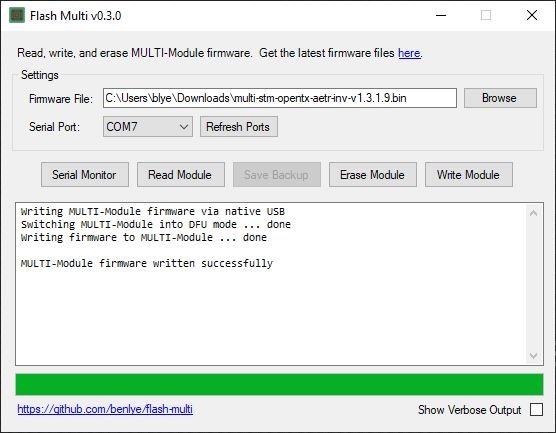 Flash Multi v0.3.0
Read, write, and erase MULTI-Module firmware. Get the latest firmware files here.
Settings
Firmware File: C:\Users\blye\Downloads\multi-stm-opentx-aetr-inv-v1.3.1.9.bin Browse
Serial Port: COM7 Refresh Ports
Serial Monitor Read Module Save Backup Erase Module Write Module
Writing MULTI-Module firmware via native USB
Switching MULTI-Module into DFU mode ... done
Writing firmware to MULTI-Module ... done
MULTI-Module firmware written successfully
https://github.com/benlye/flash-multi Show Verbose Output